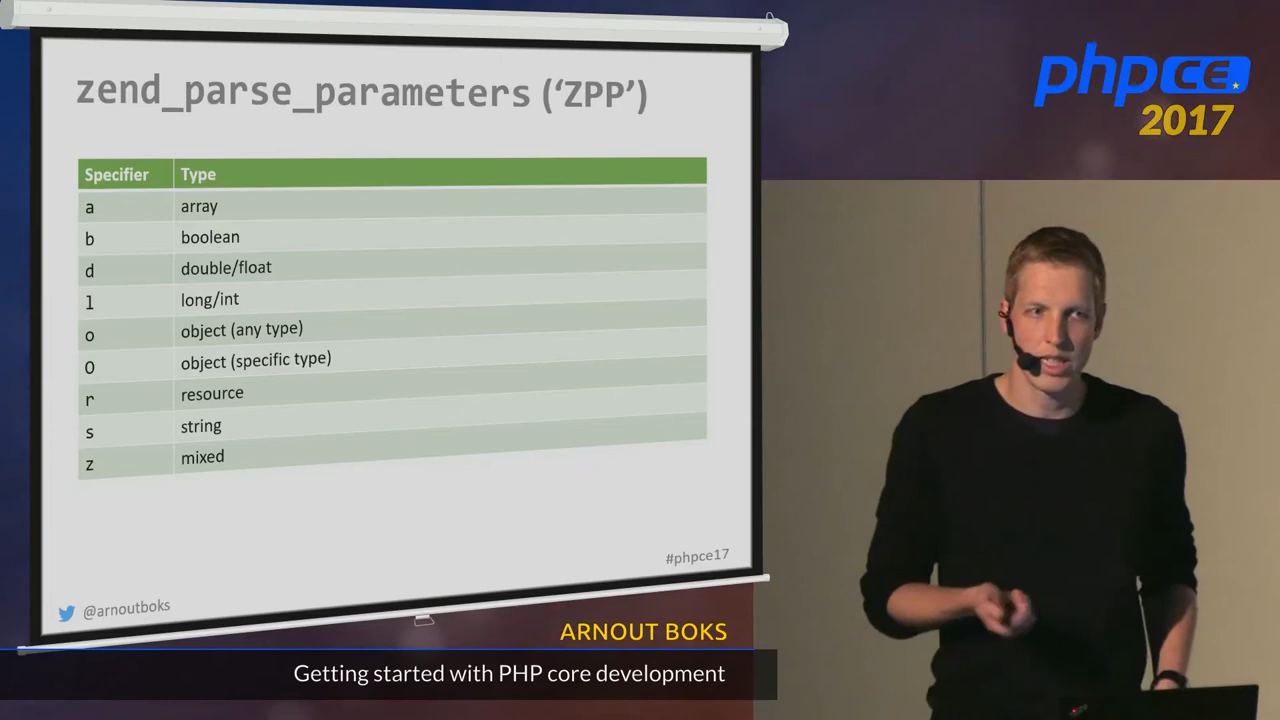 zend_parse_parameters (‘ZPP’)
Specifier Type
a array
b boolean
d double/float
l long/int
o object (any type)
O object (specific type)
r resource
s string
z mixed
#phpce17
@arnoutboks
phpce
2017
ARNOUT BOKS
Getting started with PHP core development